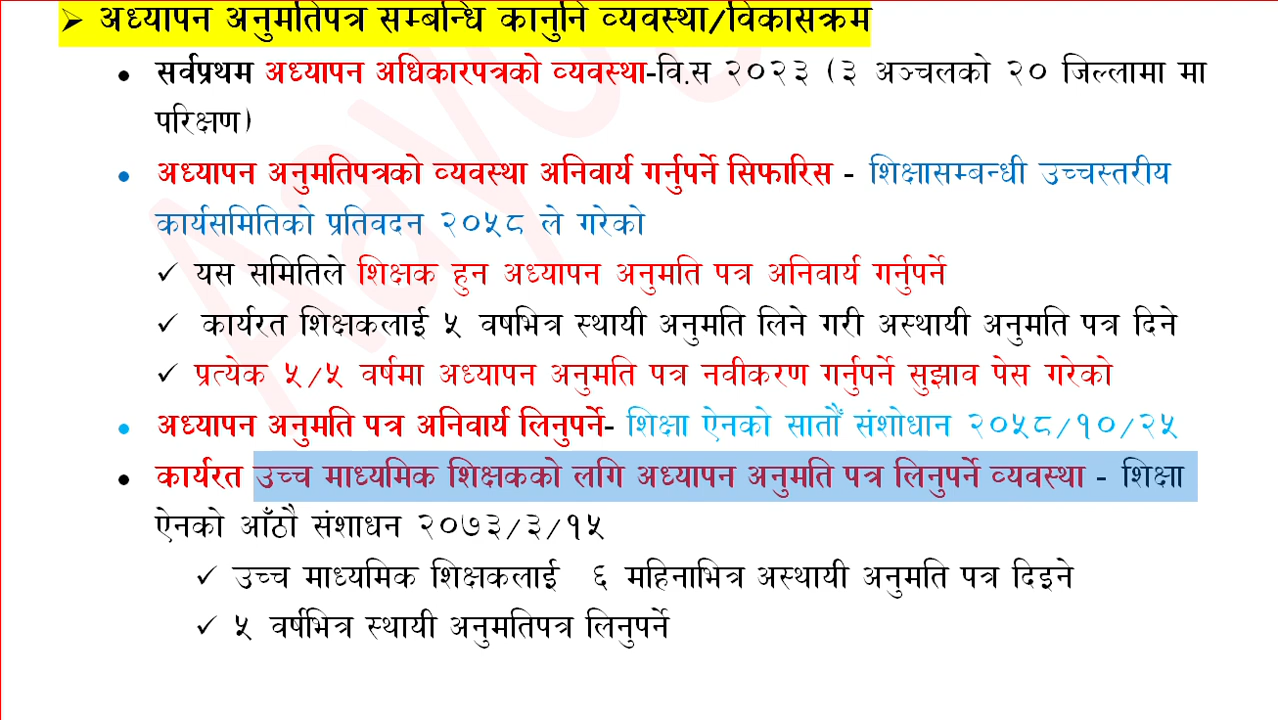 ➢ अध्यापन अनुमतिपत्र सम्बन्धि कानुनि व्यवस्था/विकासक्रम
• सर्वप्रथम अध्यापन अधिकारपत्रको व्यवस्था-वि.स २०२३ (३ अञ्चलको २० जिल्लामा मा
परिक्षण)
• अध्यापन अनुमतिपत्रको व्यवस्था अनिवार्य गर्नुपर्ने सिफारिस - शिक्षासम्बन्धी उच्चस्तरीय
कार्यसमितिको प्रतिवदन २०५८ ले गरेको
✓ यस समितिले शिक्षक हुन अध्यापन अनुमति पत्र अनिवार्य गर्नुपर्ने
✓ कार्यरत शिक्षकलाई ५ वषभित्र स्थायी अनुमति लिने गरी अस्थायी अनुमति पत्र दिने
✓ प्रत्येक ५/५ वर्षमा अध्यापन अनुमति पत्र नवीकरण गर्नुपर्ने सुझाव पेस गरेको
• अध्यापन अनुमति पत्र अनिवार्य लिनुपर्ने- शिक्षा ऐनको सातौँ संशोधान २०५८/१०/२५
• कार्यरत उच्च माध्यमिक शिक्षकको लगि अध्यापन अनुमति पत्र लिनुपर्ने व्यवस्था - शिक्षा
ऐनको आँठौ संशाधन २०७३/३/१५
✓ उच्च माध्यमिक शिक्षकलाई ६ महिनाभित्र अस्थायी अनुमति पत्र दिइने
✓ ५ वर्षभित्र स्थायी अनुमतिपत्र लिनुपर्ने